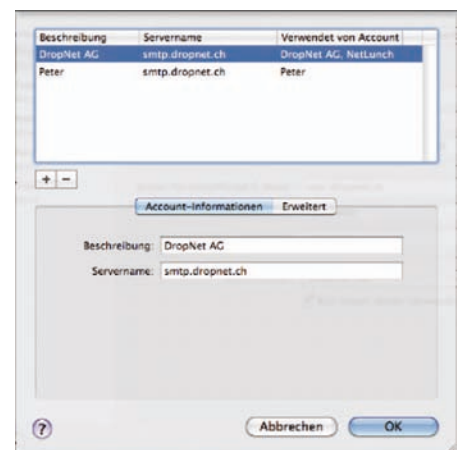 Beschreibung Servername Verwendet von Account
DropNet AG smtp.dropnet.ch DropNet AG, NetLunch
Peter smtp.dropnet.ch Peter
+ −
Account-Informationen Erweitert
Beschreibung: DropNet AG
Servername: smtp.dropnet.ch
? Abbrechen OK